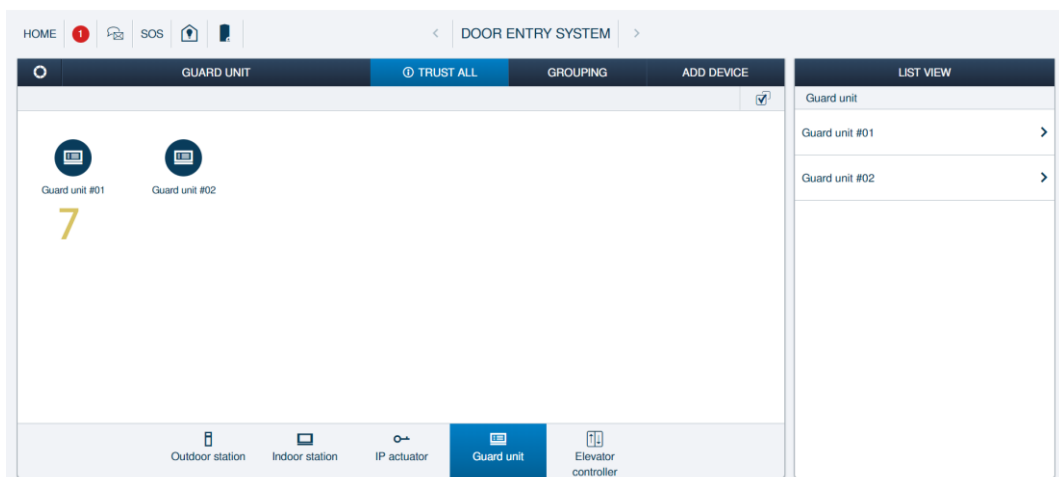 HOME 1 SOS DOOR ENTRY SYSTEM
GUARD UNIT TRUST ALL GROUPING ADD DEVICE LIST VIEW
Guard unit
Guard unit #01
Guard unit #02
Guard unit #01 Guard unit #02
7
Outdoor station Indoor station IP actuator Guard unit Elevator
controller